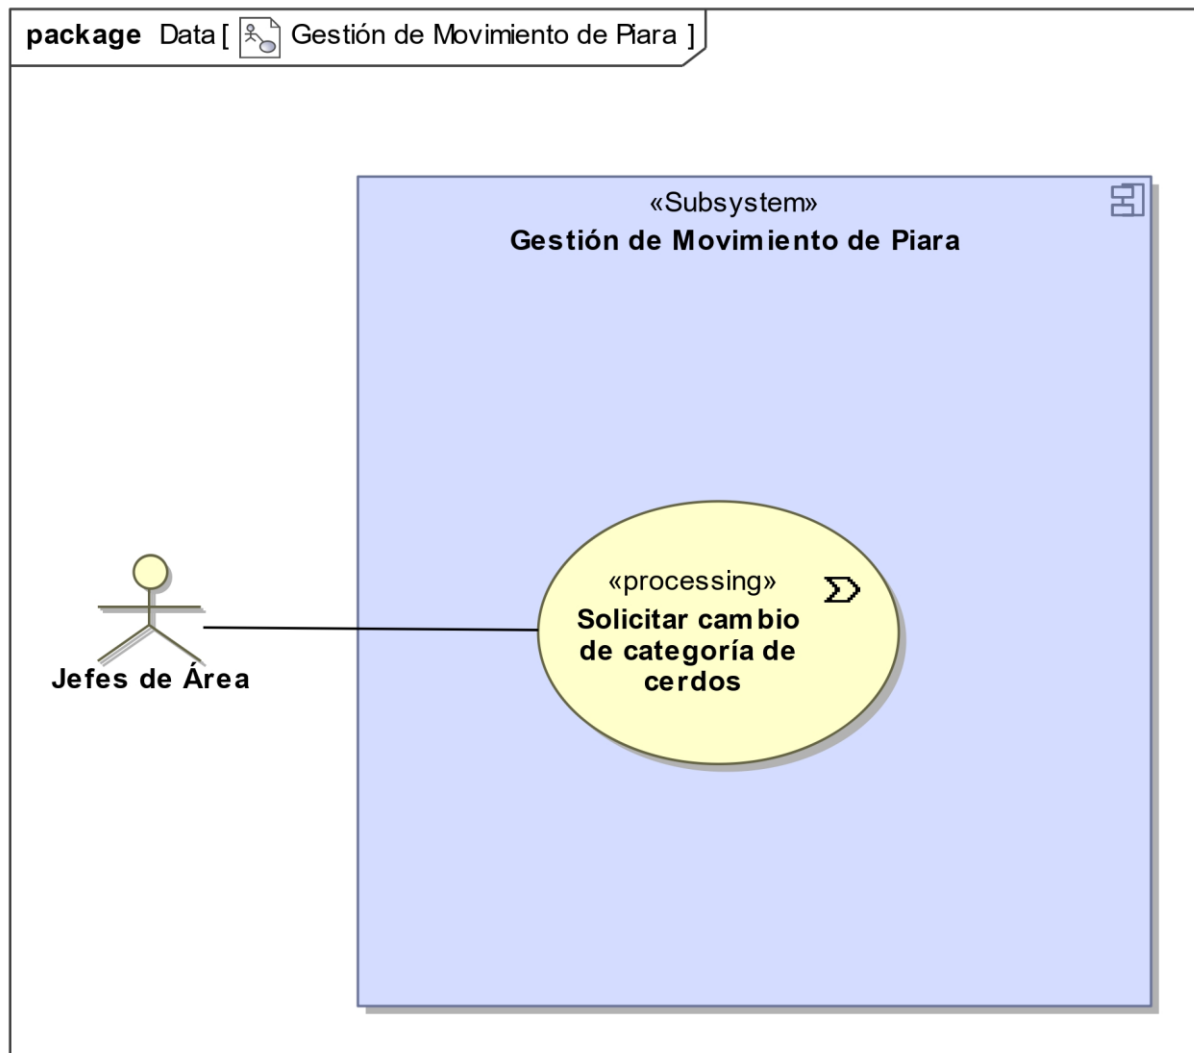 package Data [ Gestión de Movimiento de Piara ]
«Subsystem»
Gestión de Movimiento de Piara
«processing»
Solicitar cambio
de categoría de
cerdos
Jefes de Área